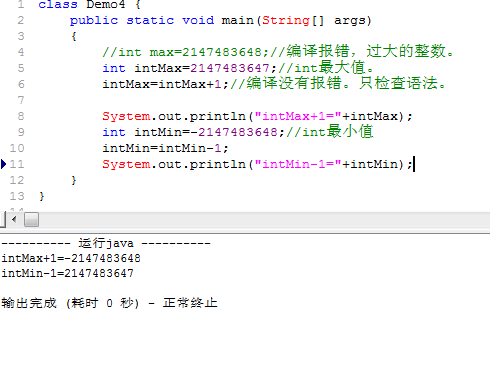 1 class Demo4 {
2 public static void main(String[] args)
3 {
4 //int max=2147483648;//编译报错，过大的整数。
5 int intMax=2147483647;//int最大值。
6 intMax=intMax+1;//编译没有报错。只检查语法。
7
8 System.out.println("intMax+1="+intMax);
9 int intMin=-2147483648;//int最小值
10 intMin=intMin-1;
11 System.out.println("intMin-1="+intMin);
12 }
13 }
---------- 运行java ----------
intMax+1=-2147483648
intMin-1=2147483647
输出完成 (耗时 0 秒) - 正常终止